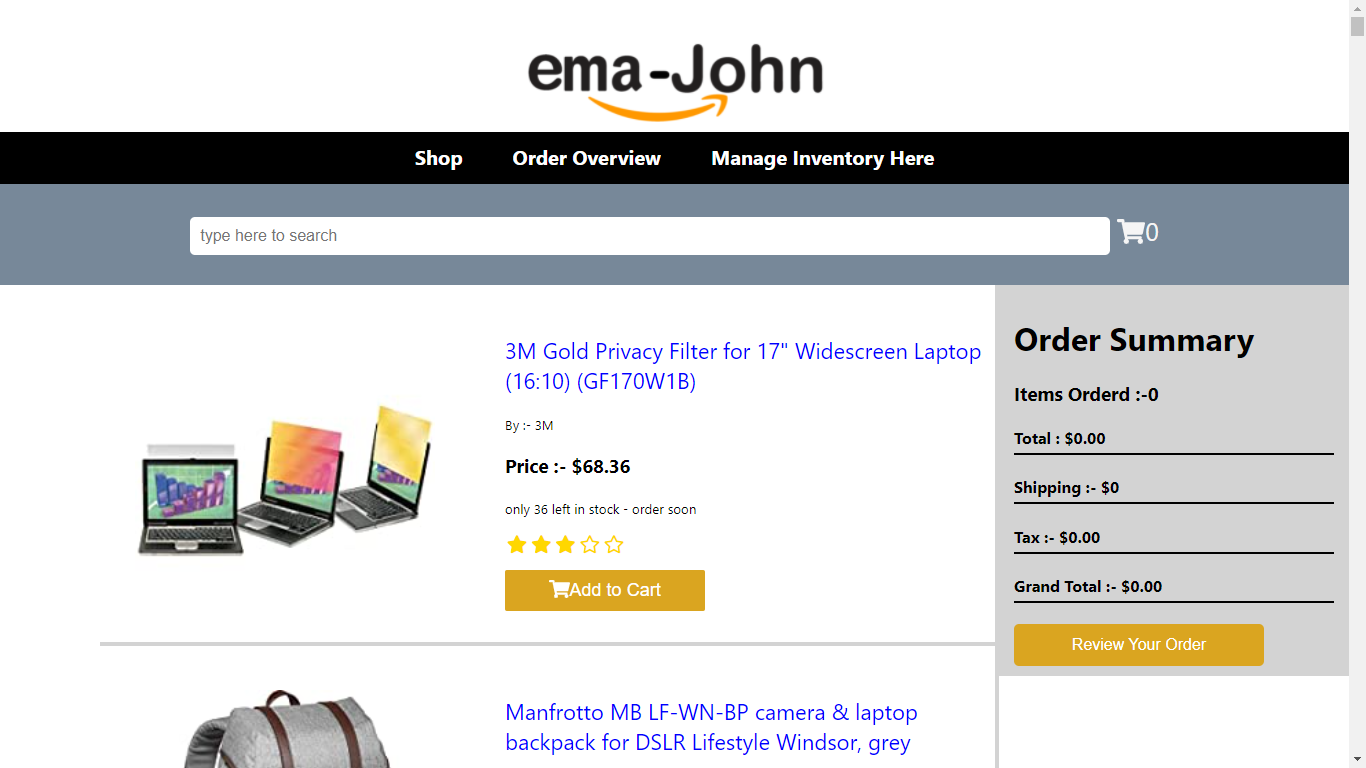 ema-John
Shop
Order Overview
Manage Inventory Here
type here to search
0
3M Gold Privacy Filter for 17" Widescreen Laptop
(16:10) (GF170W1B)
By :- 3M
Price :- $68.36
only 36 left in stock - order soon
Add to Cart
Manfrotto MB LF-WN-BP camera & laptop
backpack for DSLR Lifestyle Windsor, grey
Order Summary
Items Orderd :-0
Total : $0.00
Shipping :- $0
Tax :- $0.00
Grand Total :- $0.00
Review Your Order